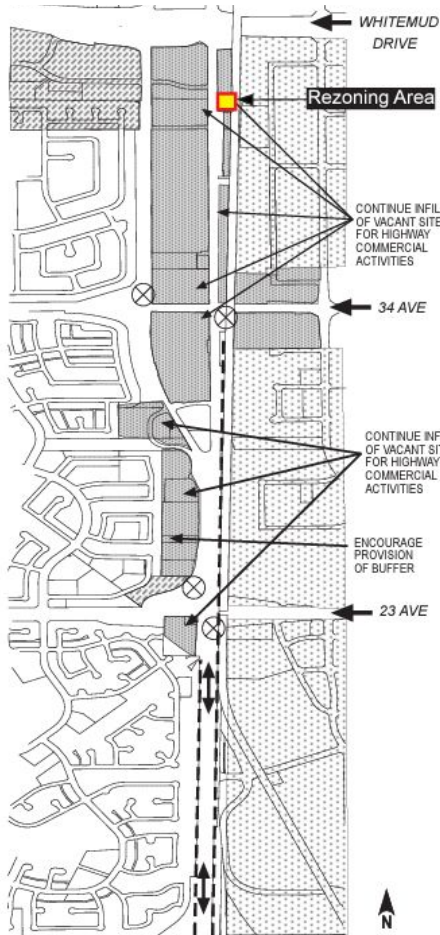 WHITEMUD
DRIVE
Rezoning Area
CONTINUE INFIL
OF VACANT SITE
FOR HIGHWAY
COMMERCIAL
ACTIVITIES
34 AVE
CONTINUE INF
OF VACANT SIT
FOR HIGHWAY
COMMERCIAL
ACTIVITIES
ENCOURAGE
PROVISION
OF BUFFER
23 AVE
N